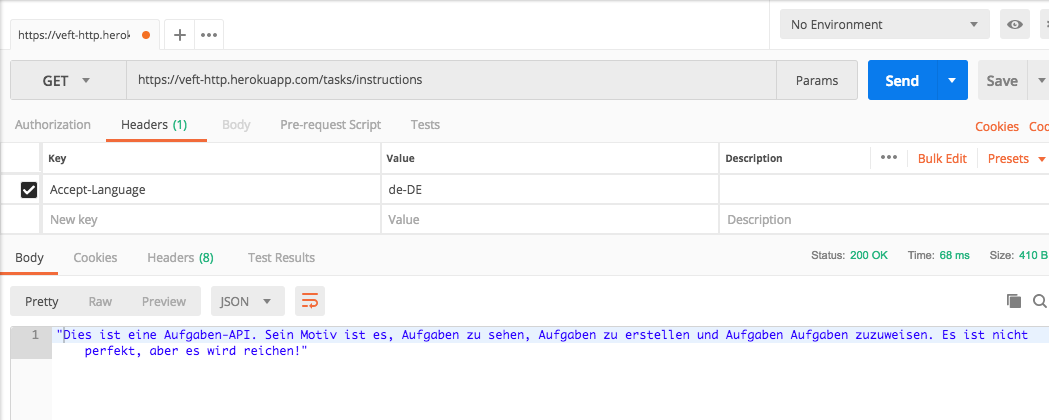 https://veft-http.herok
No Environment
GET
https://veft-http.herokuapp.com/tasks/instructions
Params
Send
Save
Authorization
Headers (1)
Body
Pre-request Script
Tests
Cookies
Key
Value
Description
Bulk Edit
Presets
Accept-Language
de-DE
New key
Value
Description
Body
Cookies
Headers (8)
Test Results
Status: 200 OK
Time: 68 ms
Size: 410 B
Pretty
Raw
Preview
JSON
1
"Dies ist eine Aufgaben-API. Sein Motiv ist es, Aufgaben zu sehen, Aufgaben zu erstellen und Aufgaben Aufgaben zuzuweisen. Es ist nicht
perfekt, aber es wird reichen!"